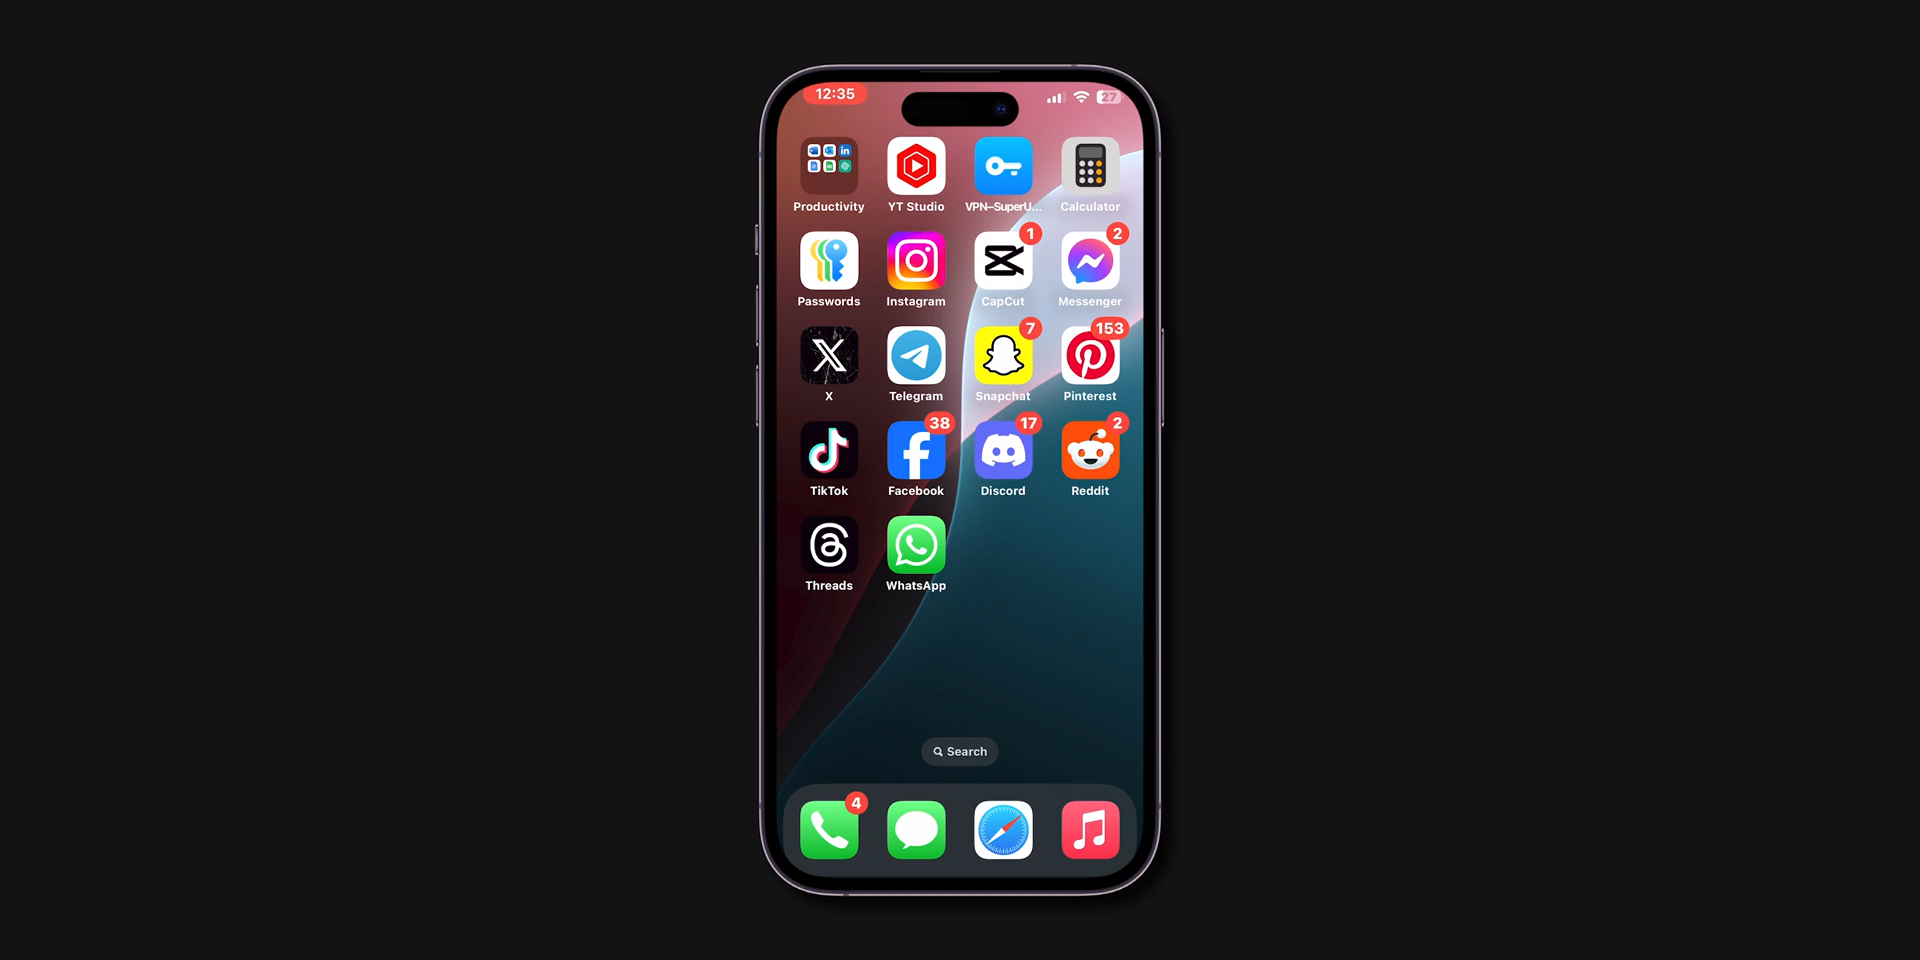 12:35
27
Productivity
YT Studio
VPN–SuperU...
Calculator
1
2
Passwords
Instagram
CapCut
Messenger
7
153
X
Telegram
Snapchat
Pinterest
38
17
2
TikTok
Facebook
Discord
Reddit
Threads
WhatsApp
Search
4